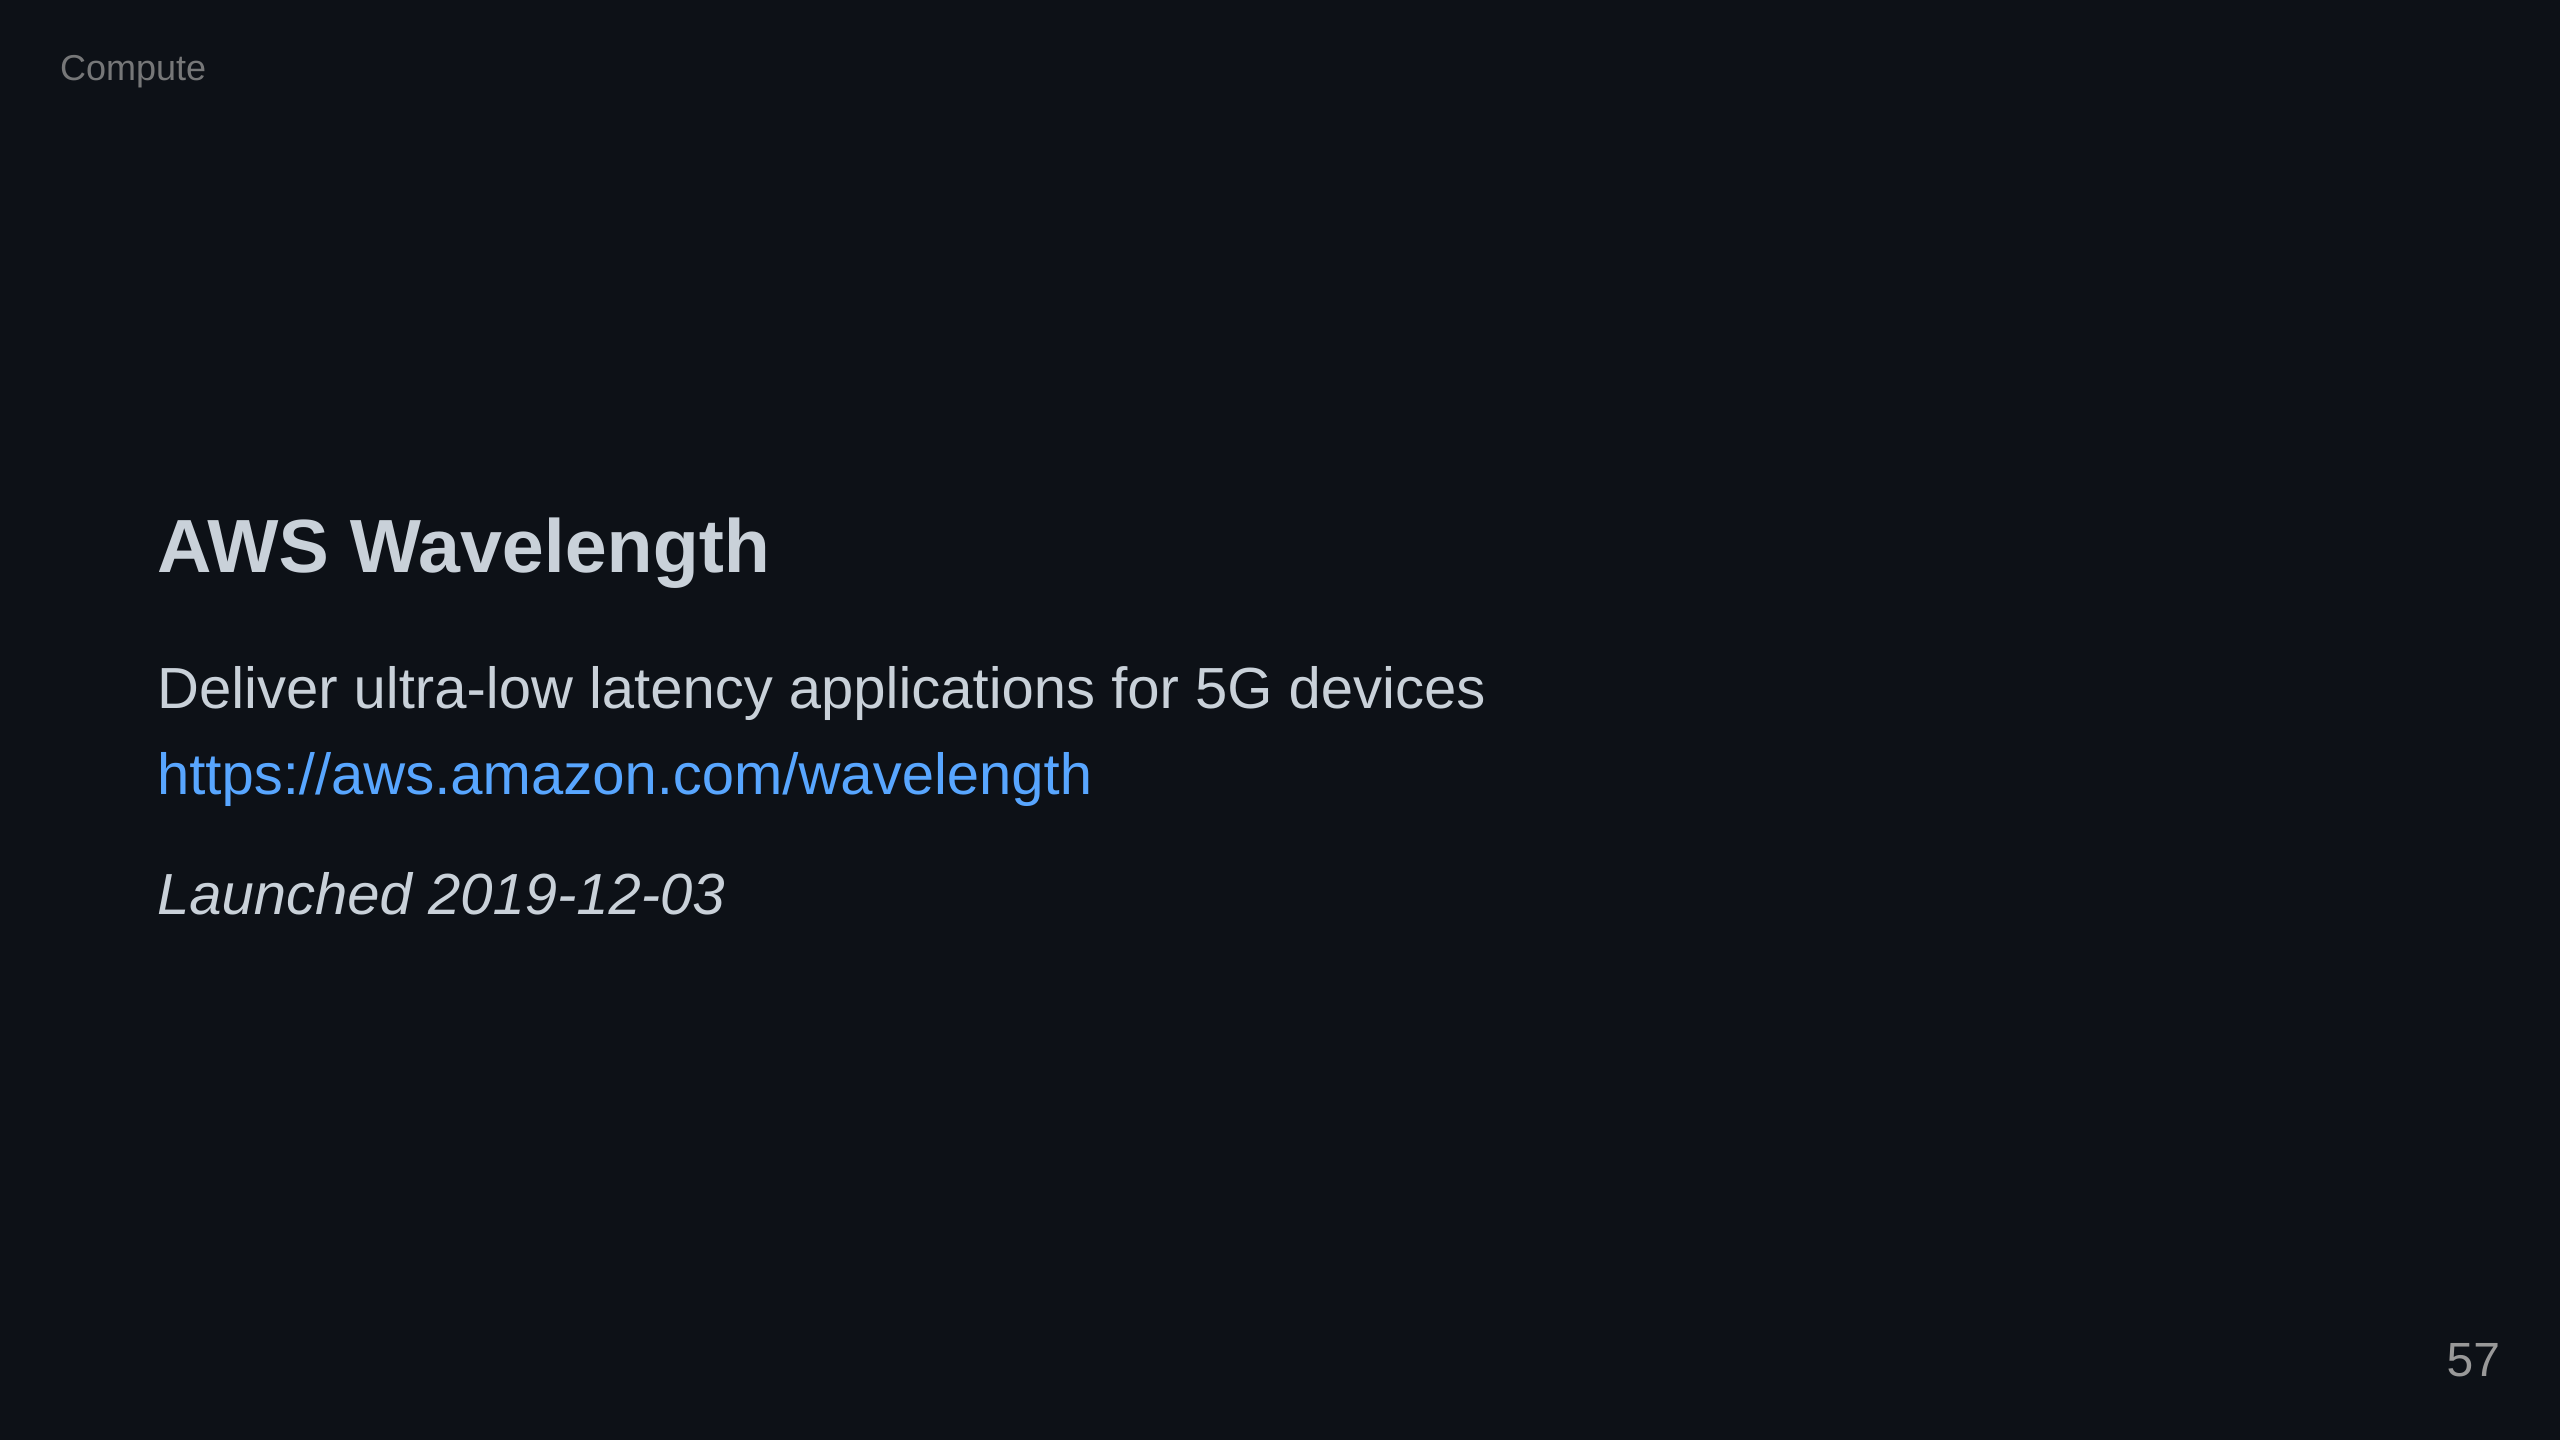 Compute
AWS Wavelength
Deliver ultra-low latency applications for 5G devices
https://aws.amazon.com/wavelength
Launched 2019-12-03
57